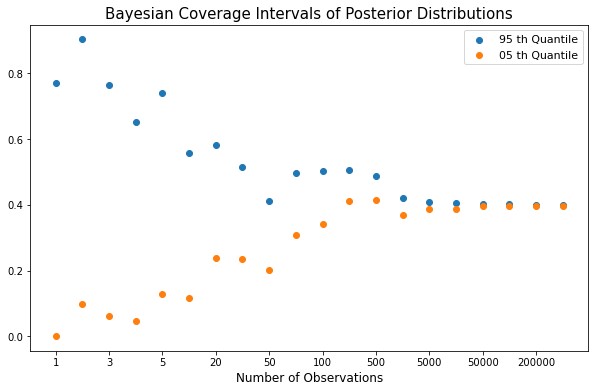 Bayesian Coverage Intervals of Posterior Distributions
95 th Quantile
05 th Quantile
0.8
0.6
0.4
0.2
0.0
1 3 5 20 50 100 500 5000 50000 200000
Number of Observations